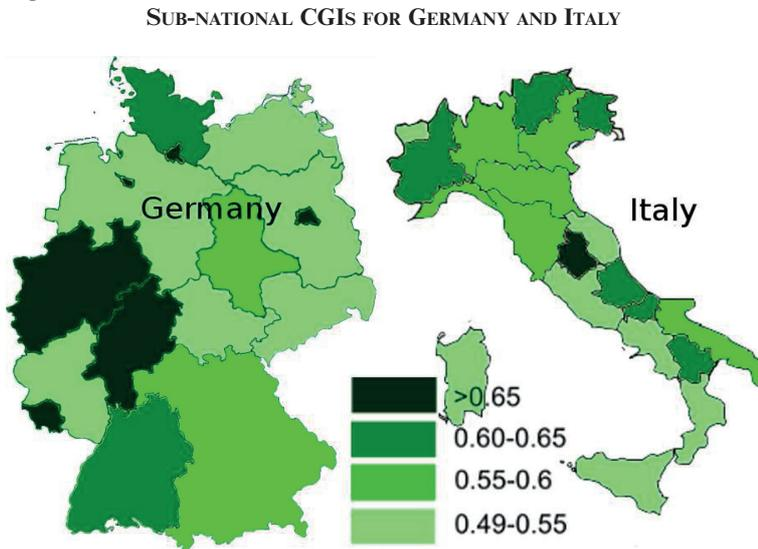 Sub-national CGIs for Germany and Italy
Germany
Italy
>0.65
0.60-0.65
0.55-0.6
0.49-0.55